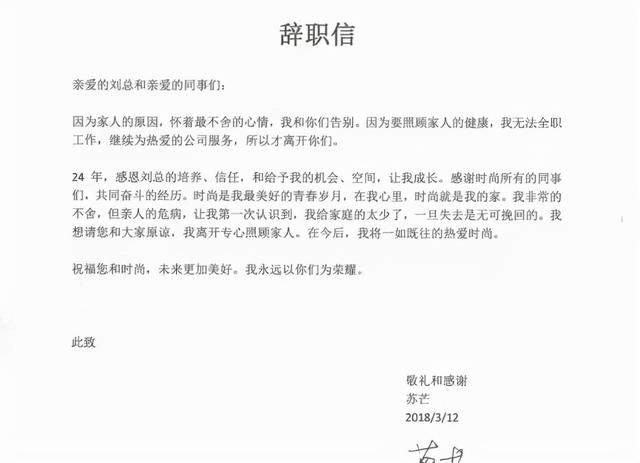 辞职信
亲爱的刘总和亲爱的同事们：
因为家人的原因，怀着最不舍的心情，我和你们告别。因为要照顾家人的健康，我无法全职
工作，继续为热爱的公司服务，所以才离开你们。
24 年，感恩刘总的培养、信任，和给予我的机会、空间，让我成长。感谢时尚所有的同事
们，共同奋斗的经历。时尚是我最美好的青春岁月，在我心里，时尚就是我的家。我非常的
不舍，但亲人的危病，让我第一次认识到，我给家庭的太少了，一旦失去是无可挽回的。我
想请您和大家原谅，我离开专心照顾家人。在今后，我将一如既往的热爱时尚。
祝福您和时尚，未来更加美好。我永远以你们为荣耀。
此致
敬礼和感谢
苏芒
2018/3/12